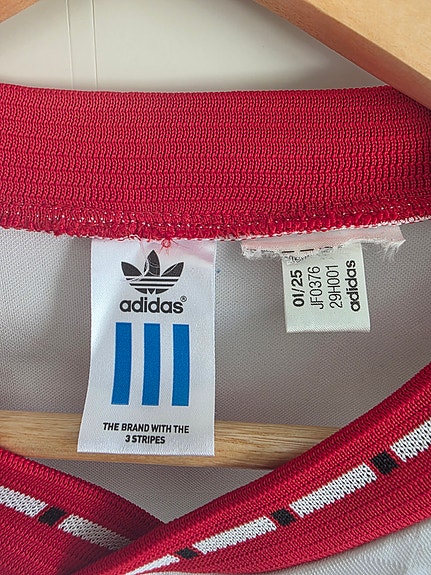 adidas®
THE BRAND WITH THE
3 STRIPES
01/25
JF0376
29H001
adidas